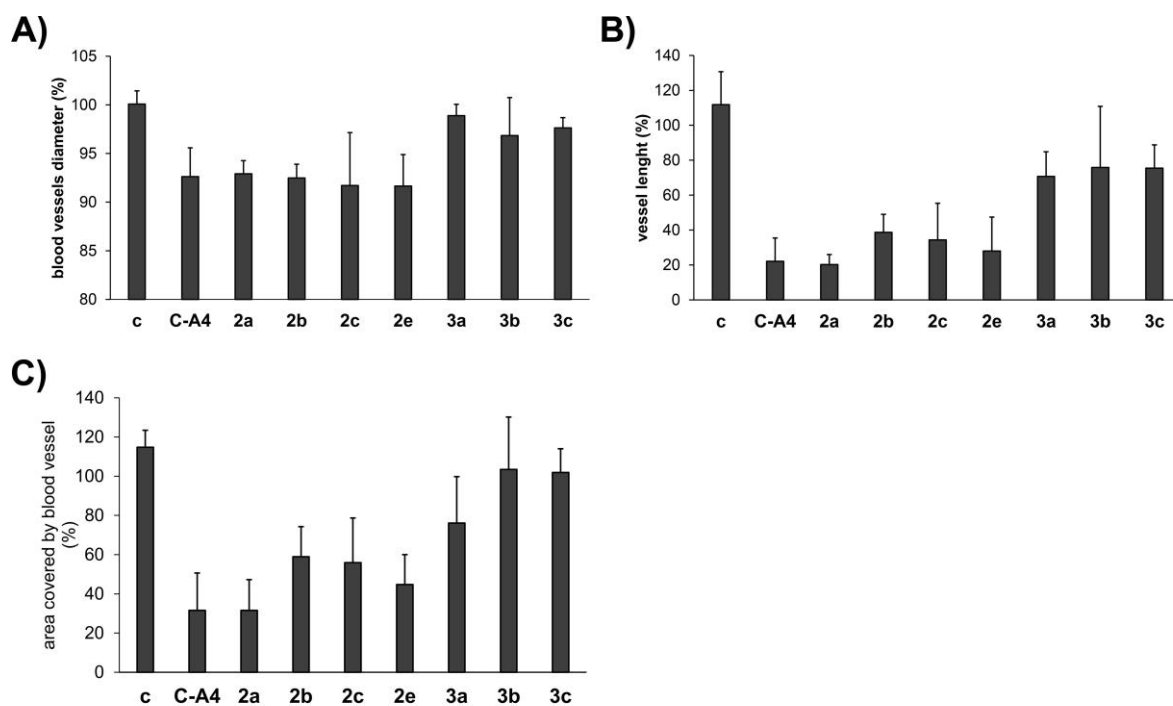 A)
105
100
95
90
85
80
blood vessels diameter (%)
c C-A4 2a 2b 2c 2e 3a 3b 3c
B)
140
120
100
80
60
40
20
0
vessel lenght (%)
c C-A4 2a 2b 2c 2e 3a 3b 3c
C)
140
120
100
80
60
40
20
0
area covered by blood vessel
(%)
c C-A4 2a 2b 2c 2e 3a 3b 3c